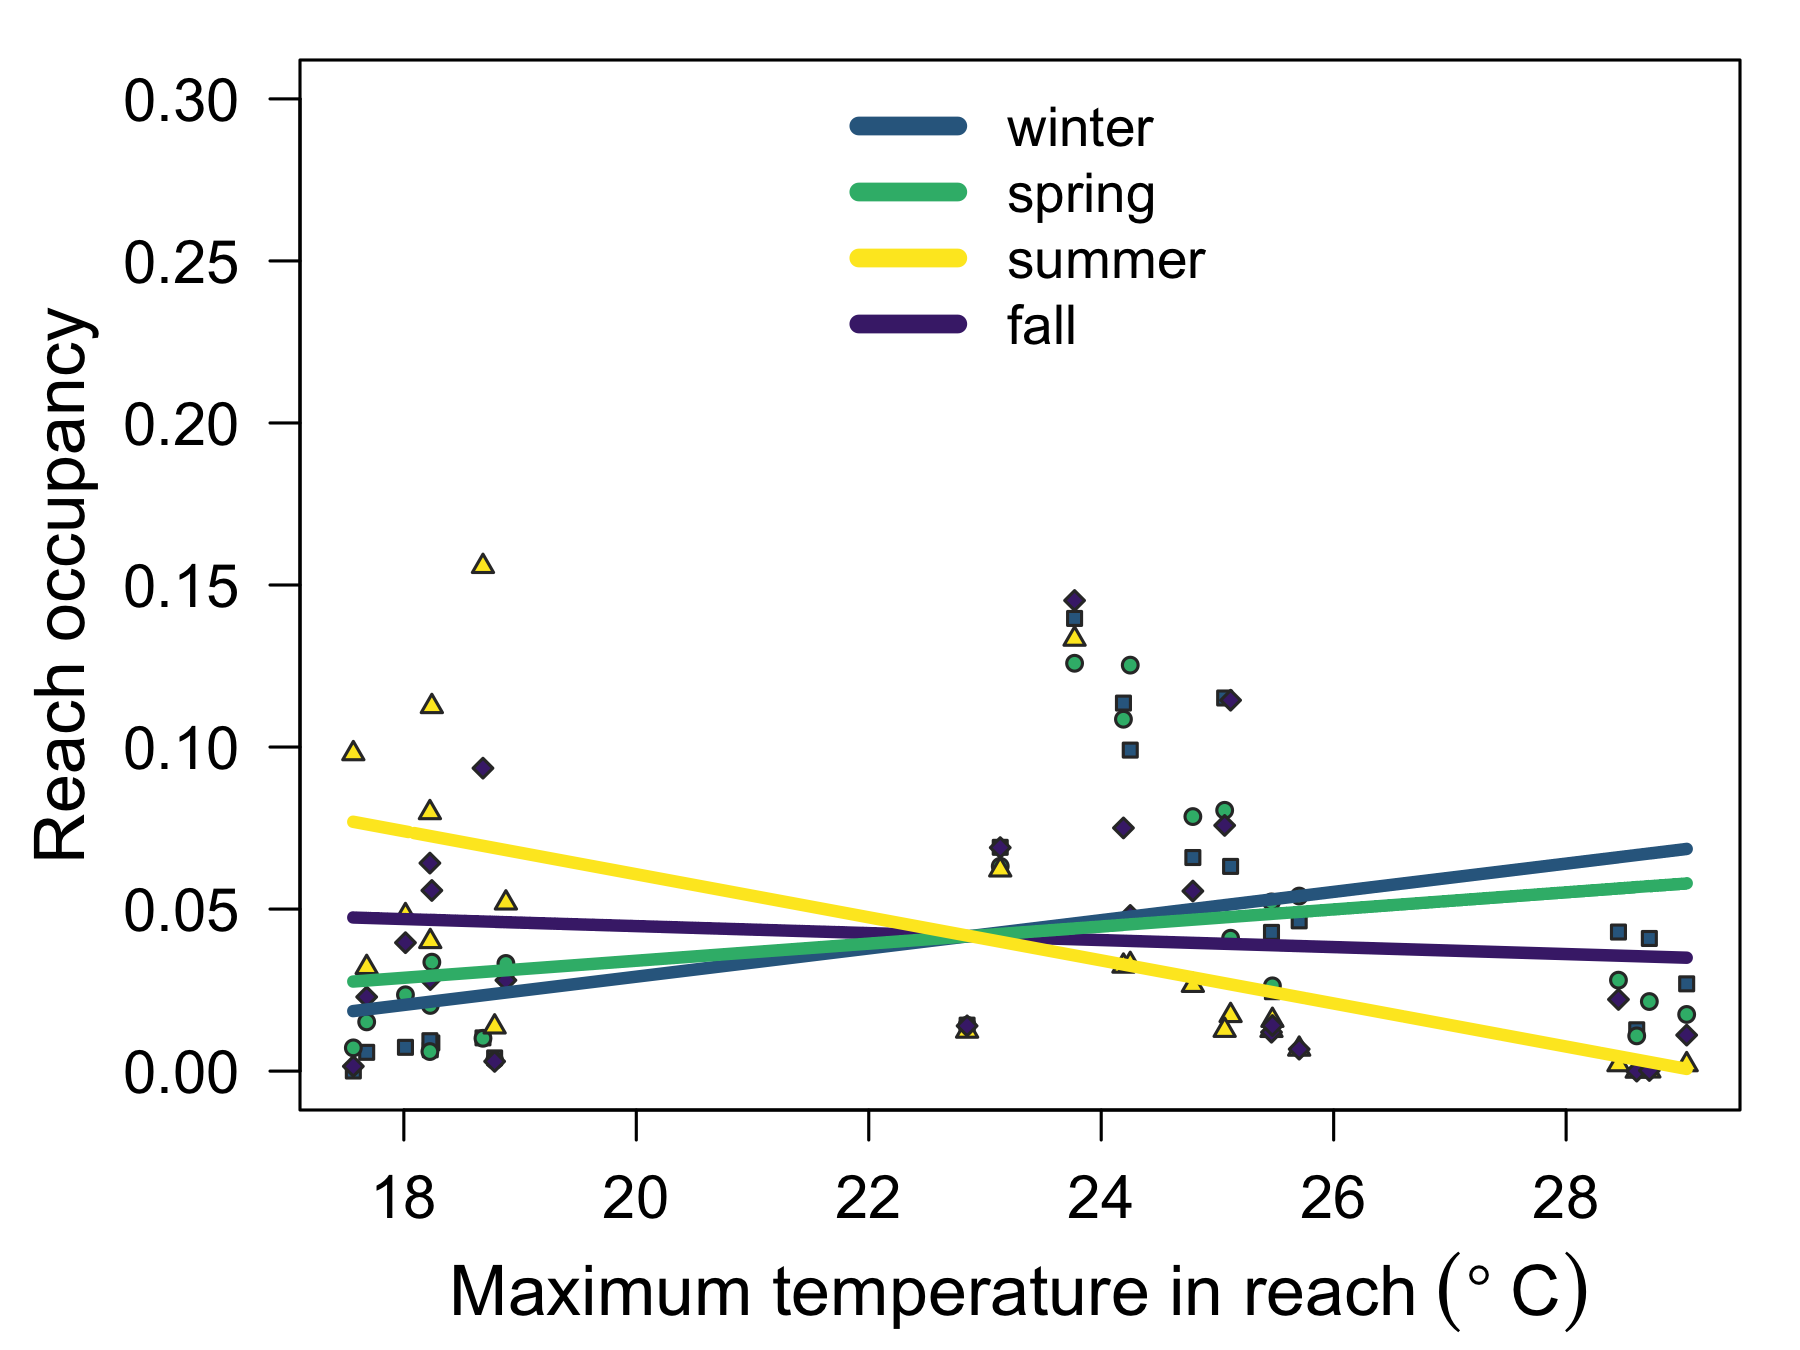 0.30
0.25
0.20
0.15
0.10
0.05
0.00
Reach occupancy
winter
spring
summer
fall
18 20 22 24 26 28
Maximum temperature in reach (° C)